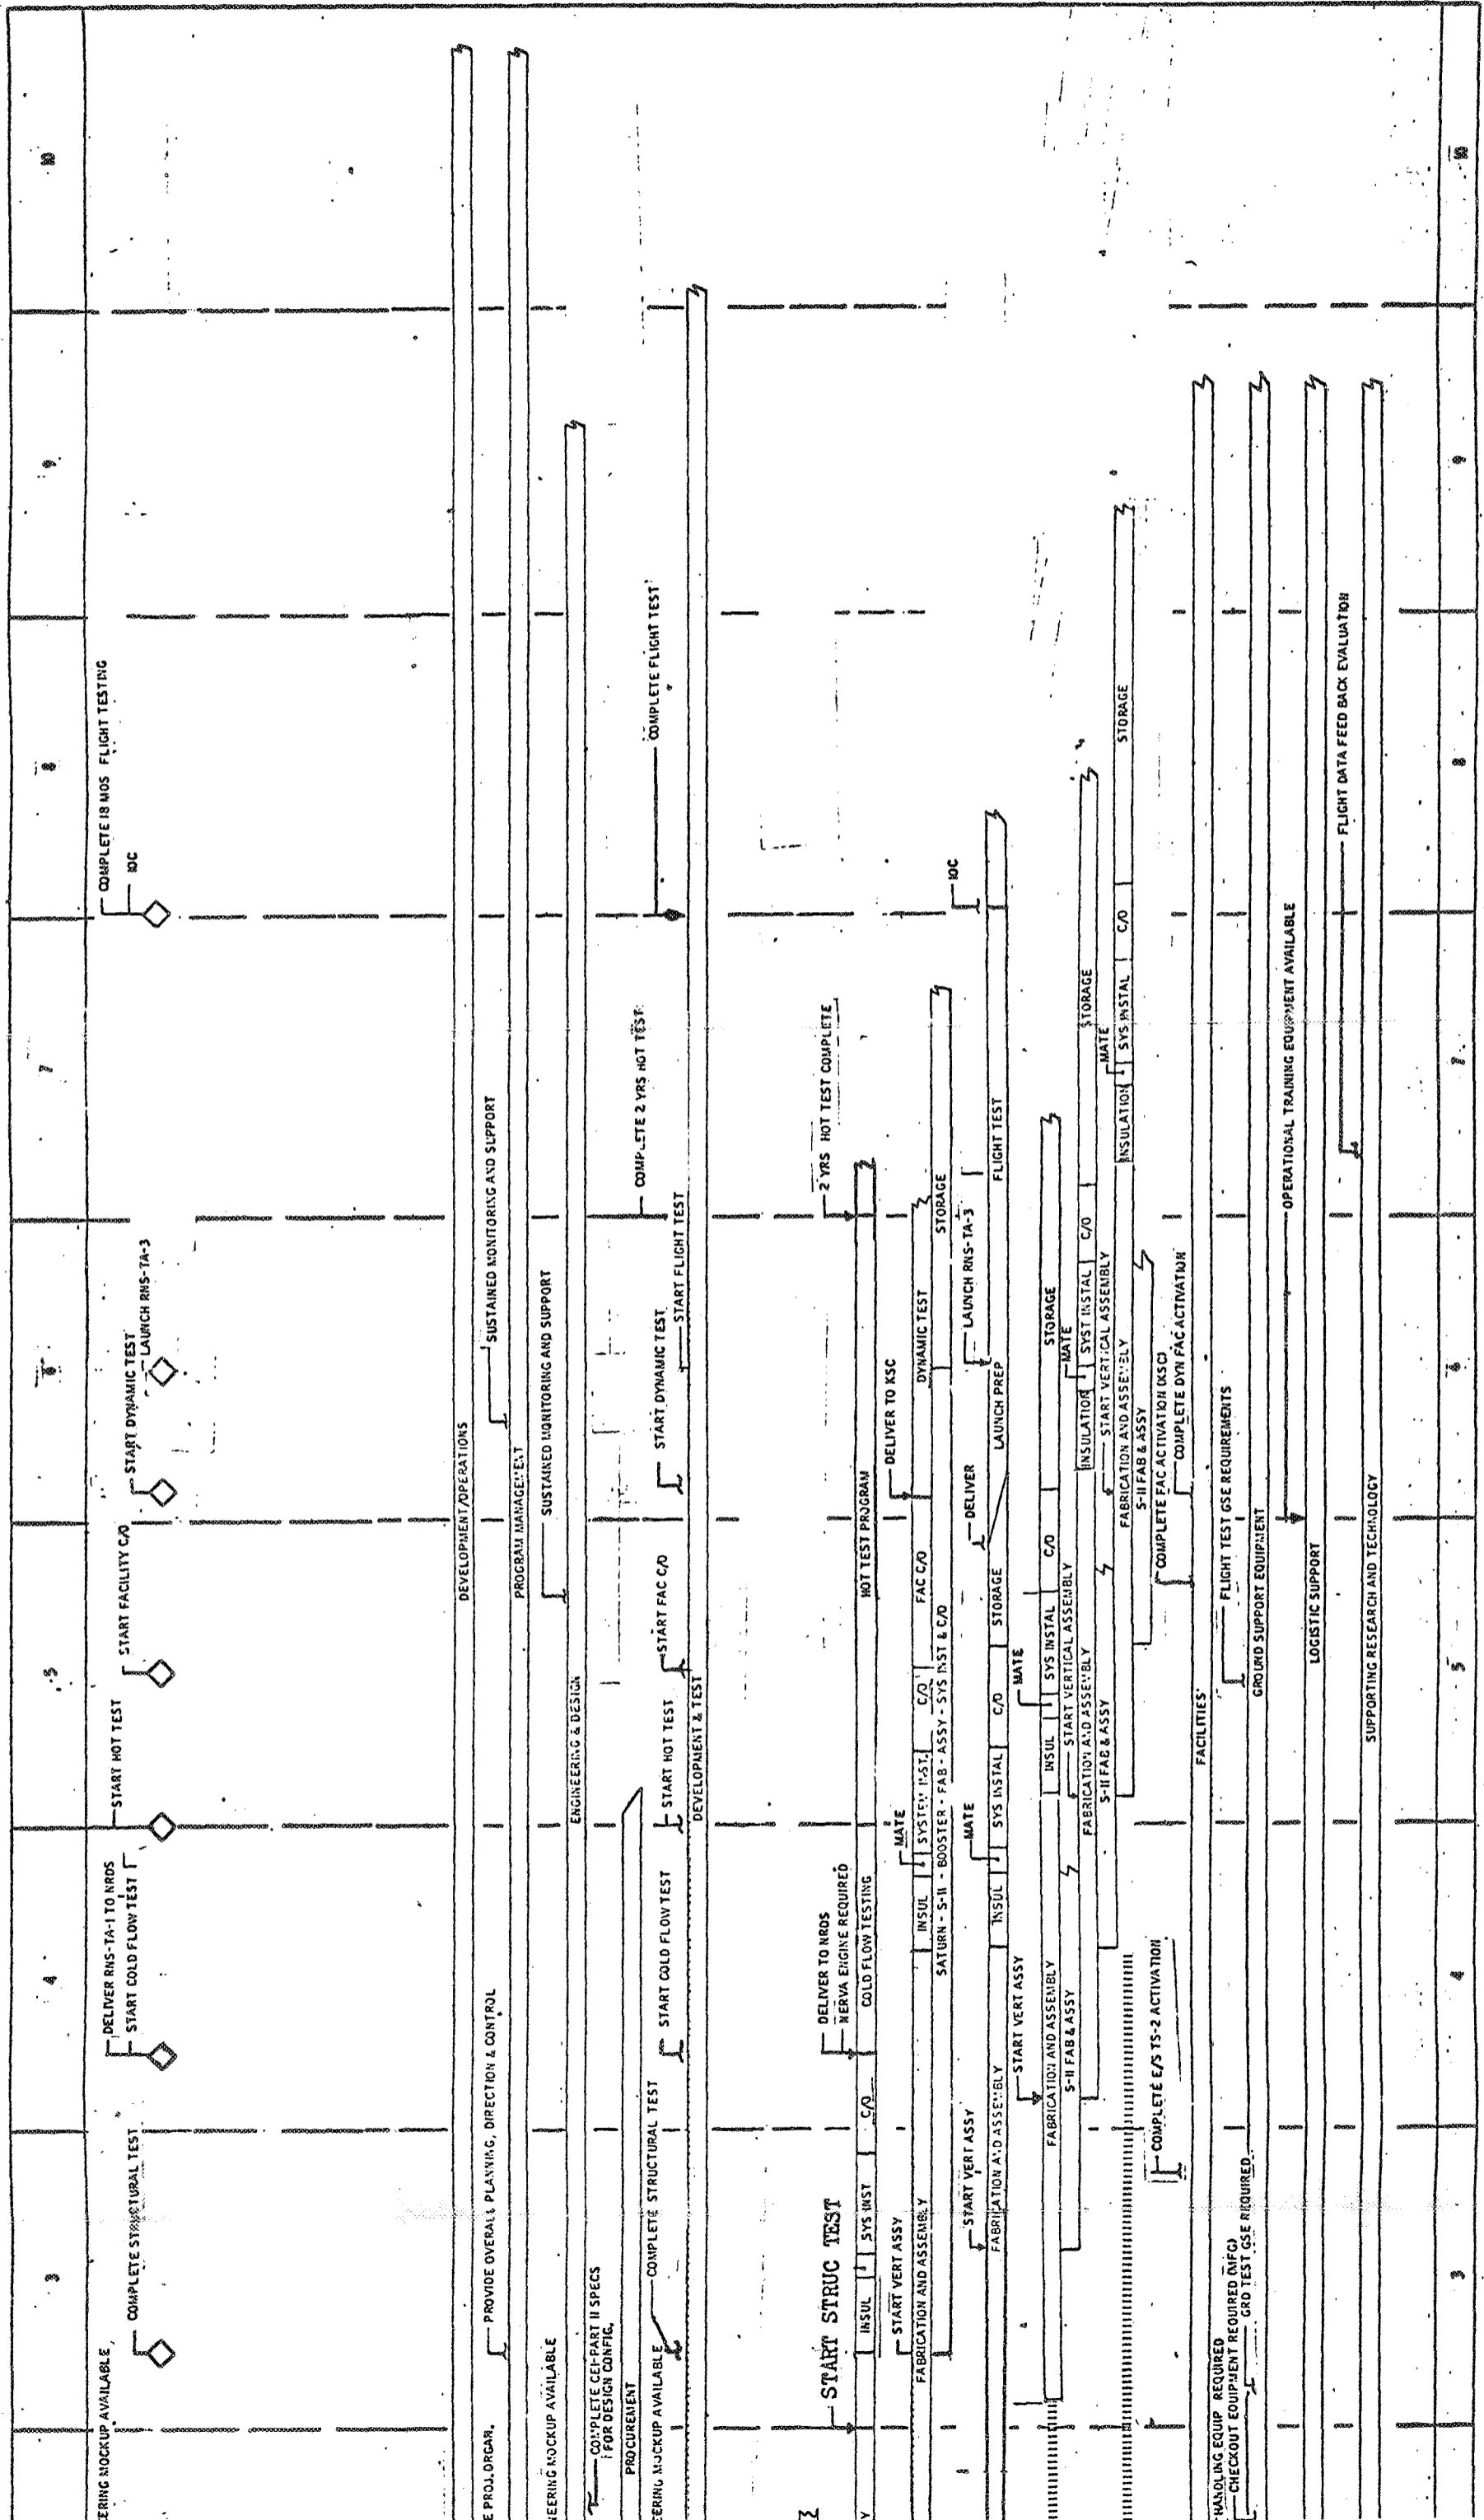 3
4
5
6
7
8
9
10
ERING MOCKUP AVAILABLE
COMPLETE STRUCTURAL TEST
DELIVER RNS-TA-1 TO NRDS
START COLD FLOW TEST
START HOT TEST
START FACILITY C/O
START DYNAMIC TEST
LAUNCH RNS-TA-3
COMPLETE 18 MOS FLIGHT TESTING
IOC
DEVELOPMENT/OPERATIONS
E PROJ.ORGAN.
PROVIDE OVERALL PLANNING, DIRECTION & CONTROL
SUSTAINED MONITORING AND SUPPORT
PROGRAM MANAGEMENT
NEERING MOCKUP AVAILABLE
SUSTAINED MONITORING AND SUPPORT
ENGINEERING & DESIGN
COMPLETE CEI-PART II SPECS
FOR DESIGN CONFIG.
PROCUREMENT
ERING MOCKUP AVAILABLE
COMPLETE STRUCTURAL TEST
START COLD FLOW TEST
START HOT TEST
START FAC C/O
START DYNAMIC TEST
START FLIGHT TEST
COMPLETE 2 YRS HOT TEST
COMPLETE FLIGHT TEST
DEVELOPMENT & TEST
START STRUC TEST
DELIVER TO NRDS
NERVA ENGINE REQUIRED
2 YRS HOT TEST COMPLETE
INSUL SYS INST C/O COLD FLOW TESTING HOT TEST PROGRAM
START VERT ASSY
MATE
DELIVER TO KSC
FABRICATION AND ASSEMBLY INSUL SYSTEM INST. C/O FAC C/O DYNAMIC TEST
SATURN - S-II - BOOSTER - FAB - ASSY - SYS INST & C/O STORAGE
IOC
START VERT ASSY
MATE
DELIVER
LAUNCH RNS-TA-3
FABRICATION AND ASSEMBLY INSUL SYS INSTAL C/O STORAGE LAUNCH PREP FLIGHT TEST
START VERT ASSY
MATE
FABRICATION AND ASSEMBLY INSUL SYS INSTAL C/O STORAGE
S-II FAB & ASSY
START VERTICAL ASSEMBLY
MATE
FABRICATION AND ASSEMBLY INSULATION SYST INSTAL C/O STORAGE
S-II FAB & ASSY
START VERTICAL ASSEMBLY
MATE
FABRICATION AND ASSEMBLY INSULATION SYS INSTAL C/O STORAGE
S-II FAB & ASSY
COMPLETE E/S TS-2 ACTIVATION
COMPLETE FAC ACTIVATION (KSC)
COMPLETE DYN FAC ACTIVATION
FACILITIES
HANDLING EQUIP REQUIRED
CHECKOUT EQUIPMENT REQUIRED (MFG)
GRD TEST GSE REQUIRED
FLIGHT TEST GSE REQUIREMENTS
GROUND SUPPORT EQUIPMENT
OPERATIONAL TRAINING EQUIPMENT AVAILABLE
LOGISTIC SUPPORT
FLIGHT DATA FEED BACK EVALUATION
SUPPORTING RESEARCH AND TECHNOLOGY
3
4
5
6
7
8
9
10